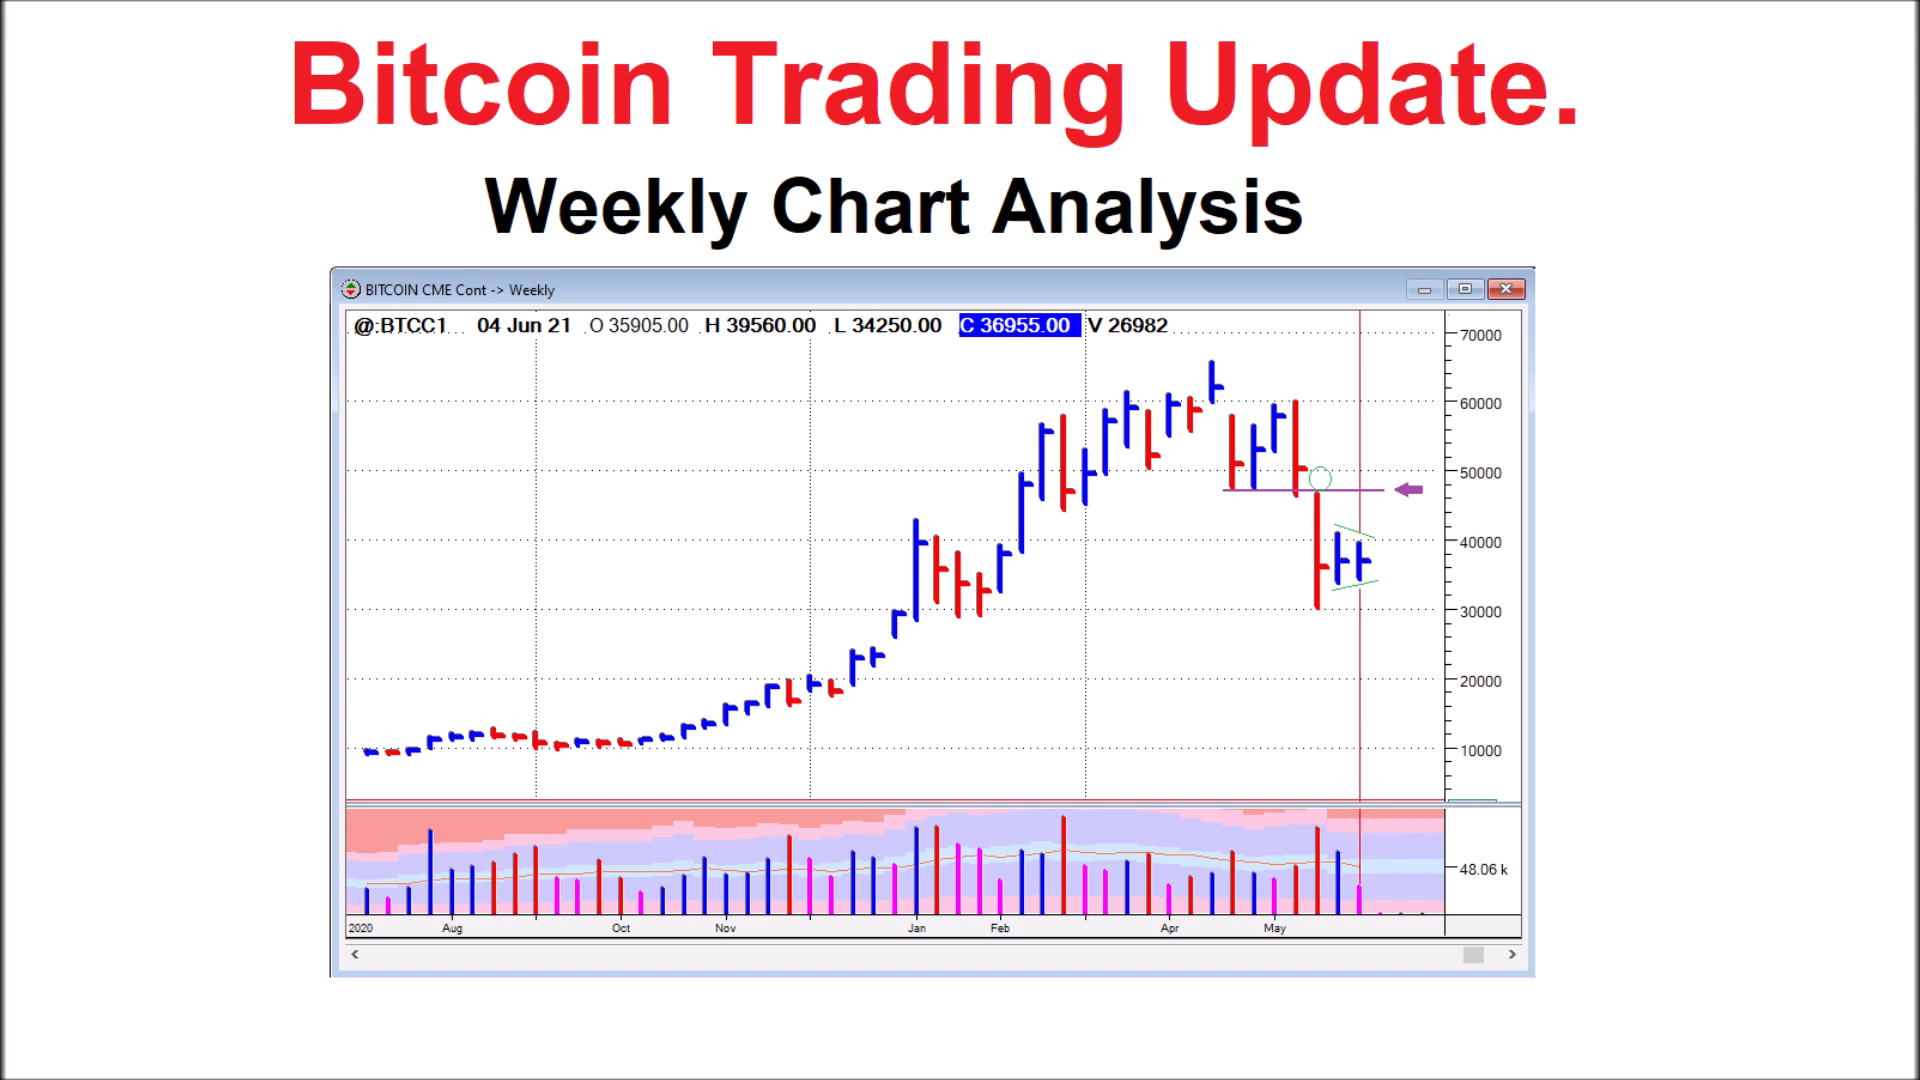 Bitcoin Trading Update.
Weekly Chart Analysis
BITCOIN CME Cont -> Weekly
@:BTCC1 04 Jun 21 O 35905.00 H 39560.00 L 34250.00 C 36955.00 V 26982
70000
60000
50000
40000
30000
20000
10000
48.06 k
2020 Aug Oct Nov Jan Feb Apr May